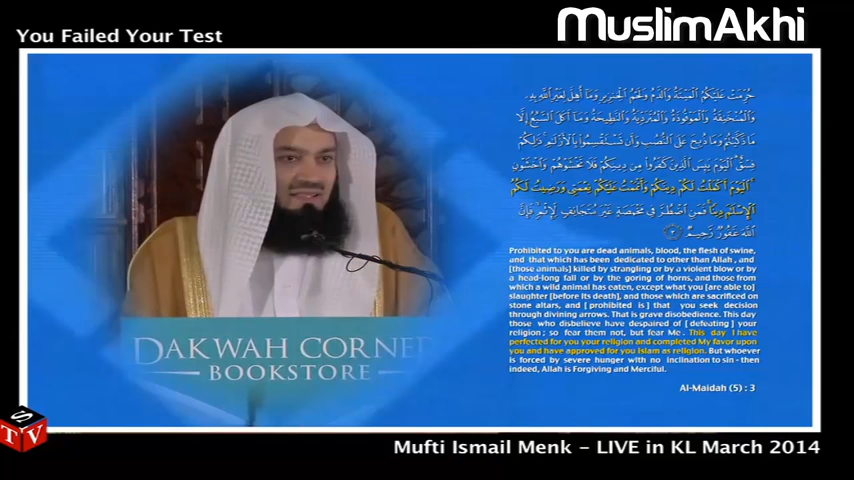 You Failed Your Test
MuslimAkhi
حُرِّمَتْ عَلَيْكُمُ الْمَيْتَةُ وَالدَّمُ وَلَحْمُ الْخِنزِيرِ وَمَا أُهِلَّ لِغَيْرِ اللَّهِ بِهِ
وَالْمُنْخَنِقَةُ وَالْمَوْقُوذَةُ وَالْمُتَرَدِّيَةُ وَالنَّطِيحَةُ وَمَا أَكَلَ السَّبُعُ إِلَّا
مَا ذَكَّيْتُمْ وَمَا ذُبِحَ عَلَى النُّصُبِ وَأَن تَسْتَقْسِمُوا بِالْأَزْلَامِ ذَلِكُمْ
فِسْقٌ الْيَوْمَ يَئِسَ الَّذِينَ كَفَرُوا مِن دِينِكُمْ فَلَا تَخْشَوْهُمْ وَاخْشَوْنِ
الْيَوْمَ أَكْمَلْتُ لَكُمْ دِينَكُمْ وَأَتْمَمْتُ عَلَيْكُمْ نِعْمَتِي وَرَضِيتُ لَكُمُ
الْإِسْلَامَ دِينًا فَمَنِ اضْطُرَّ فِي مَخْمَصَةٍ غَيْرَ مُتَجَانِفٍ لِّإِثْمٍ فَإِنَّ
اللَّهَ غَفُورٌ رَّحِيمٌ ٣
Prohibited to you are dead animals, blood, the flesh of swine,
and that which has been dedicated to other than Allah , and
[those animals] killed by strangling or by a violent blow or by
a head-long fall or by the goring of horns, and those from
which a wild animal has eaten, except what you [are able to]
slaughter [before its death], and those which are sacrificed on
stone altars, and [ prohibited is ] that you seek decision
through divining arrows. That is grave disobedience. This day
those who disbelieve have despaired of [ defeating ] your
religion ; so fear them not, but fear Me . This day I have
perfected for you your religion and completed My favor upon
you and have approved for you Islam as religion. But whoever
is forced by severe hunger with no inclination to sin - then
indeed, Allah is Forgiving and Merciful.
Al-Maidah (5) : 3
DAKWAH CORNER
BOOKSTORE
STV
Mufti Ismail Menk – LIVE in KL March 2014